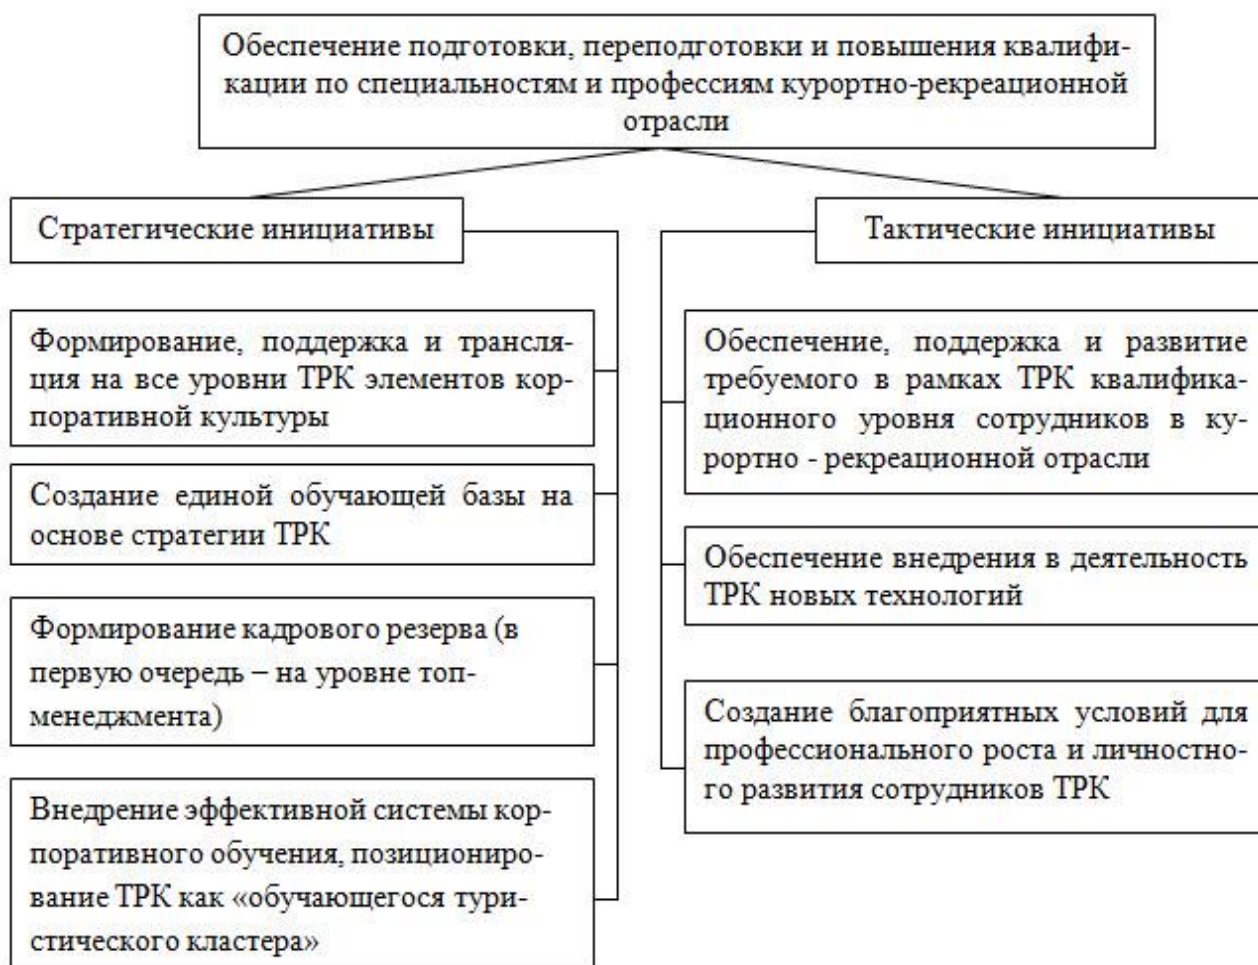 Обеспечение подготовки, переподготовки и повышения квалифи-
кации по специальностям и профессиям курортно-рекреационной
отрасли
Стратегические инициативы
Формирование, поддержка и трансля-
ция на все уровни ТРК элементов кор-
поративной культуры
Создание единой обучающей базы на
основе стратегии ТРК
Формирование кадрового резерва (в
первую очередь – на уровне топ-
менеджмента)
Внедрение эффективной системы кор-
поративного обучения, позициониро-
вание ТРК как «обучающегося тури-
стического кластера»
Тактические инициативы
Обеспечение, поддержка и развитие
требуемого в рамках ТРК квалифика-
ционного уровня сотрудников в ку-
рортно - рекреационной отрасли
Обеспечение внедрения в деятельность
ТРК новых технологий
Создание благоприятных условий для
профессионального роста и личностно-
го развития сотрудников ТРК